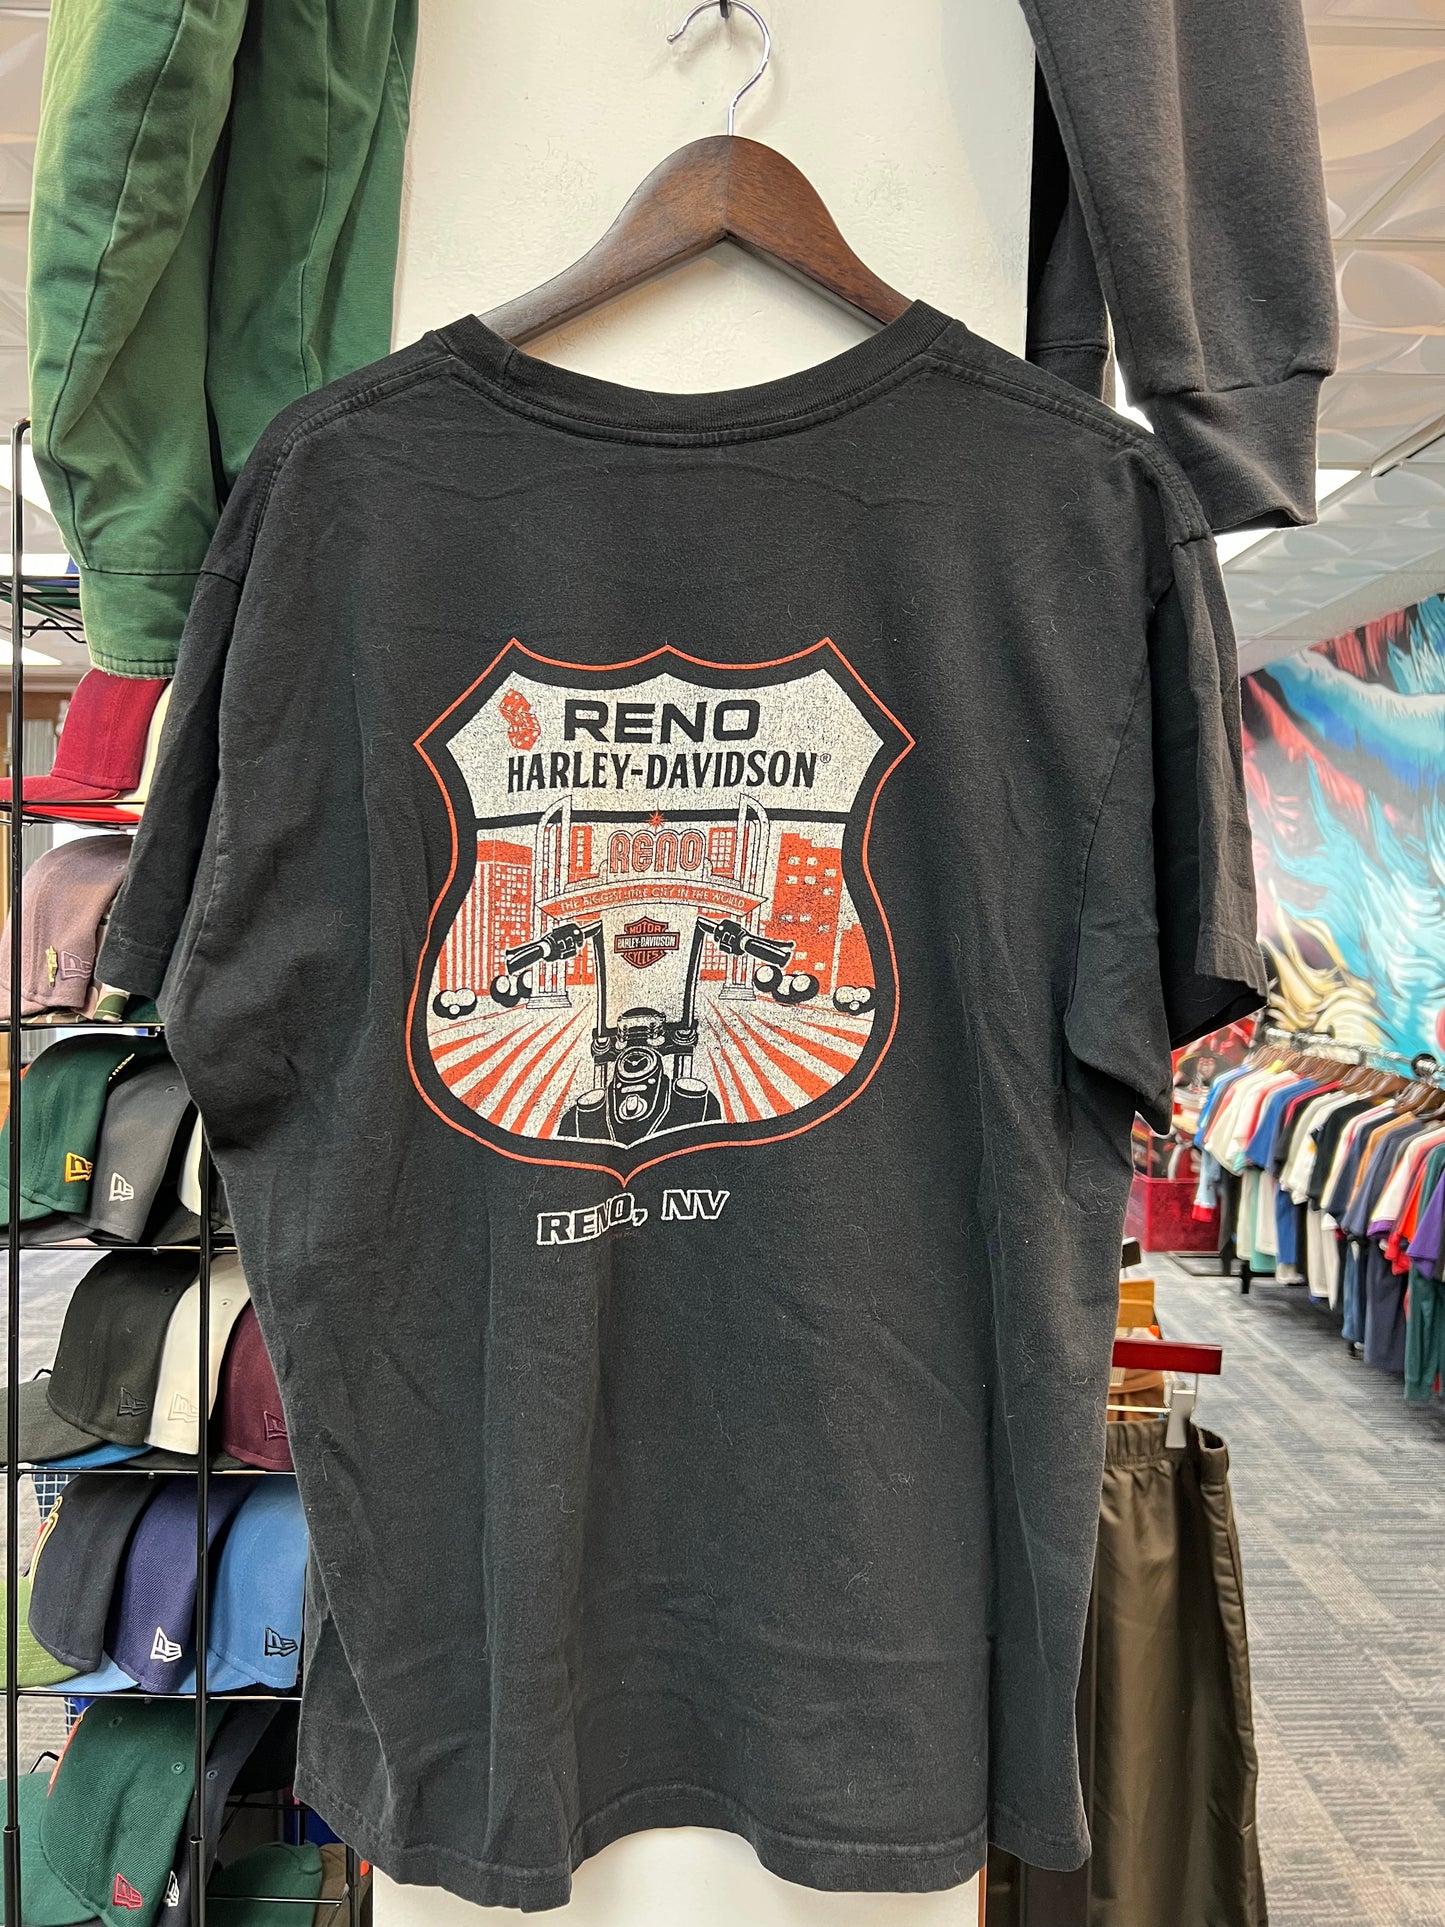 RENO
HARLEY-DAVIDSON®
RENO
THE BIGGEST LITTLE CITY IN THE WORLD
MOTOR
HARLEY-DAVIDSON
CYCLES
RENO, NV